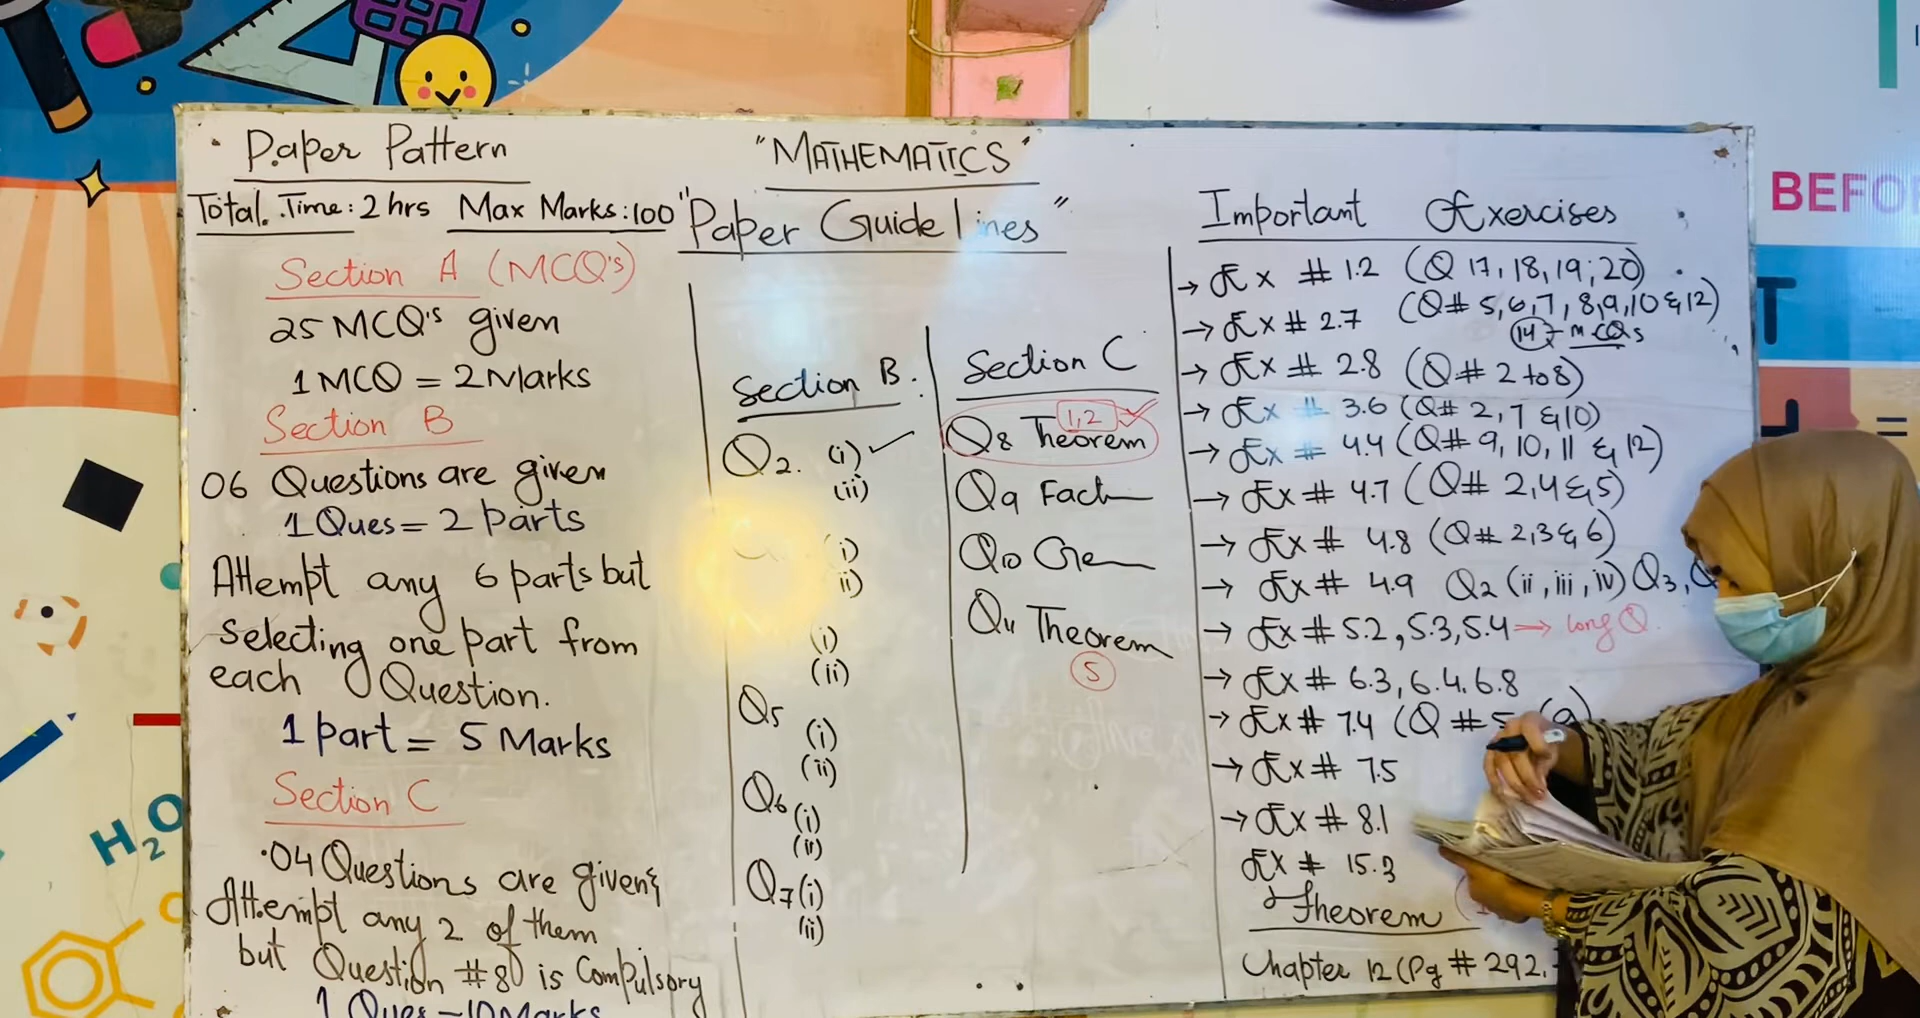 Paper Pattern
Total Time: 2 hrs Max Marks: 100
Section A (MCQ's)
25 MCQ's given
1 MCQ = 2 Marks
Section B
06 Questions are given
1 Ques = 2 parts
Attempt any 6 parts but
selecting one part from
each Question.
1 part = 5 Marks
Section C
04 Questions are given &
Attempt any 2 of them
but Question #8 is Compulsory
1 Ques = 10 Marks
"MATHEMATICS"
"Paper Guide lines"
Section B.
Q2. (i)
(ii)
(i)
(ii)
(i)
(ii)
Q5
(i)
(ii)
Q6
(i)
(ii)
Q7 (i)
(ii)
Section C
1,2
Q8 Theorem
Q9 Fact
Q10
Q11 Theorem
5
Important Exercises
→ Ex # 1.2 (Q 17, 18, 19, 20)
→ Ex # 2.7 (Q# 5,6,7,8,9,10 & 12)
14 → MCQs
→ Ex # 2.8 (Q# 2 to 8)
→ Ex # 3.6 (Q# 2,7 & 10)
→ Ex # 4.4 (Q# 9, 10, 11 & 12)
→ Ex # 4.7 (Q# 2,4 & 5)
→ Ex # 4.8 (Q# 2,3 & 6)
→ Ex # 4.9 Q2 (ii, iii, iv) Q3, Q
→ Ex # 5.2, 5.3, 5.4 → long Q.
→ Ex # 6.3, 6.4, 6.8
→ Ex # 7.4 (Q # 5
→ Ex # 7.5
→ Ex # 8.1
Ex # 15.3
Theorem
Chapter 12 (Pg # 292,
BEFO
T
H2O